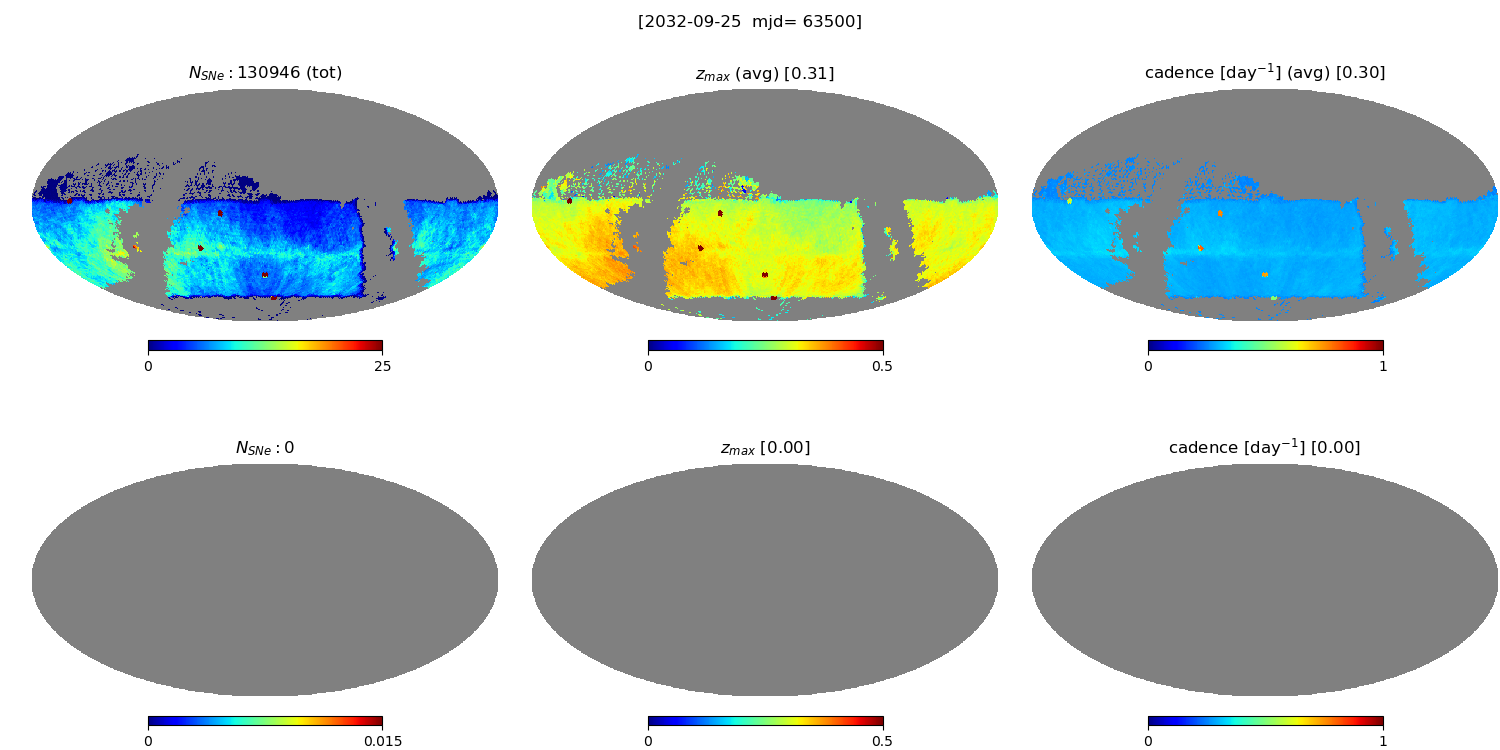 [2032-09-25  mjd= 63500]
N_{SNe} : 130946 (tot)
z_{max} (avg) [0.31]
cadence [day^{-1}] (avg) [0.30]
0 25
0 0.5
0 1
N_{SNe} : 0
z_{max} [0.00]
cadence [day^{-1}] [0.00]
0 0.015
0 0.5
0 1